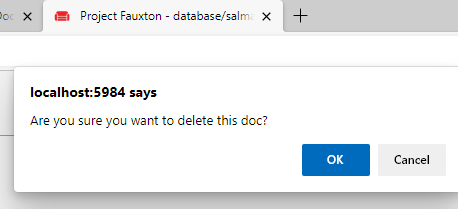 Project Fauxton - database/salm
localhost:5984 says
Are you sure you want to delete this doc?
OK
Cancel